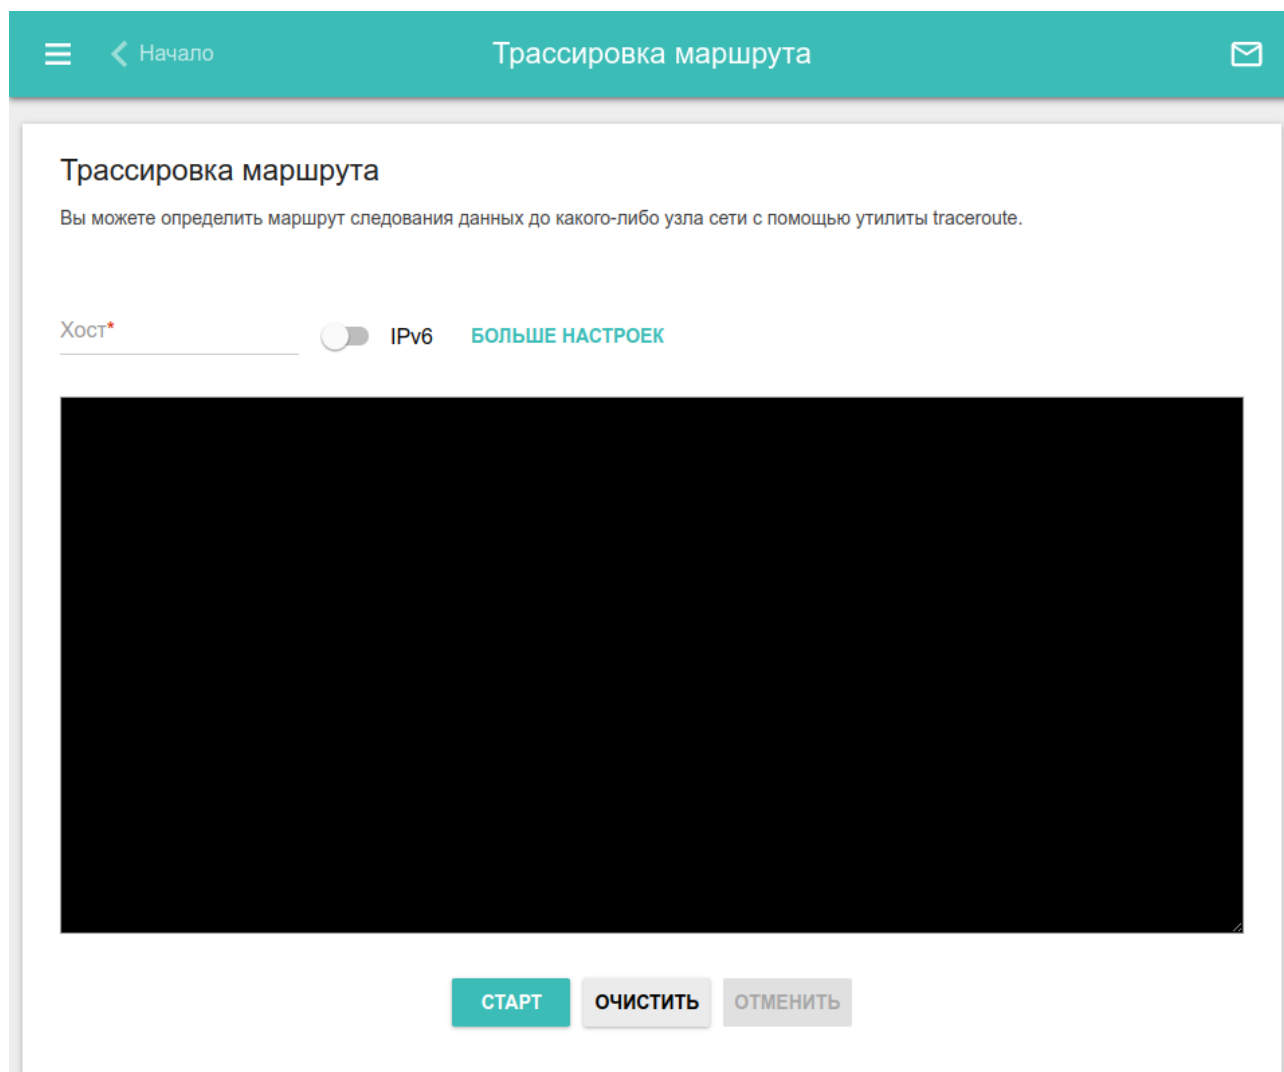 Начало
Трассировка маршрута
Трассировка маршрута
Вы можете определить маршрут следования данных до какого-либо узла сети с помощью утилиты traceroute.
Хост* IPv6 БОЛЬШЕ НАСТРОЕК
СТАРТ ОЧИСТИТЬ ОТМЕНИТЬ